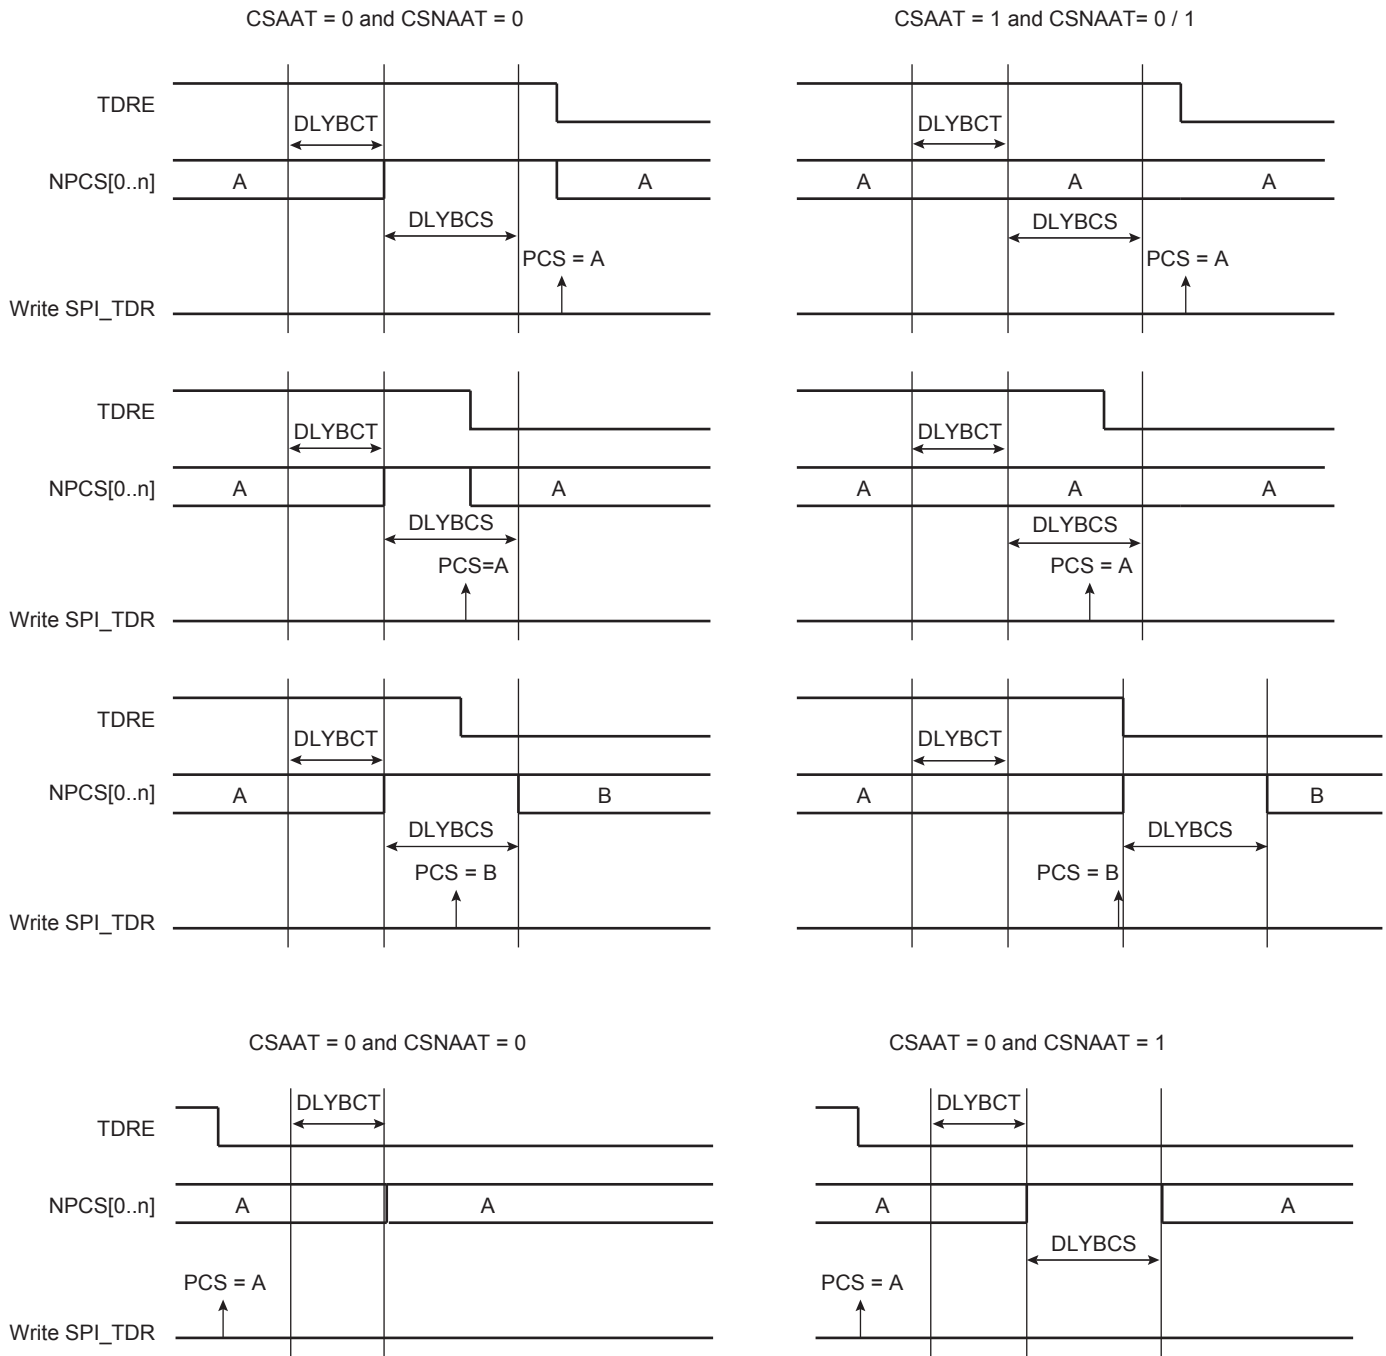 CSAAT = 0 and CSNAAT = 0
CSAAT = 1 and CSNAAT= 0 / 1
TDRE
DLYBCT
DLYBCT
NPCS[0..n]
A
A
A
A
A
DLYBCS
DLYBCS
PCS = A
PCS = A
Write SPI_TDR
TDRE
DLYBCT
DLYBCT
NPCS[0..n]
A
A
A
A
A
DLYBCS
DLYBCS
PCS=A
PCS = A
Write SPI_TDR
TDRE
DLYBCT
DLYBCT
NPCS[0..n]
A
B
A
B
DLYBCS
DLYBCS
PCS = B
PCS = B
Write SPI_TDR
CSAAT = 0 and CSNAAT = 0
CSAAT = 0 and CSNAAT = 1
DLYBCT
DLYBCT
TDRE
NPCS[0..n]
A
A
A
A
DLYBCS
PCS = A
PCS = A
Write SPI_TDR